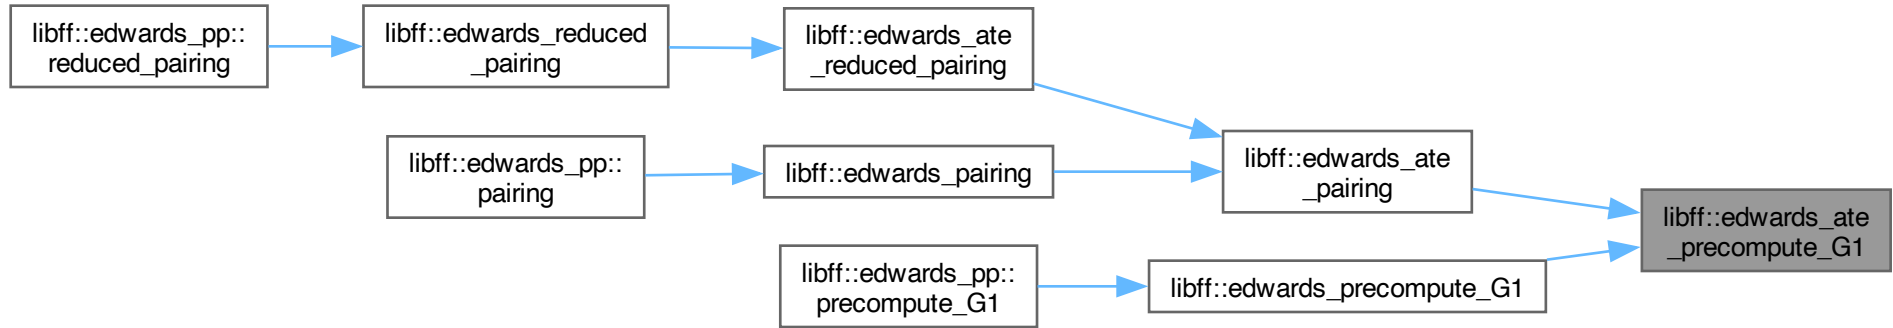 libff::edwards_pp::
reduced_pairing
libff::edwards_reduced
_pairing
libff::edwards_ate
_reduced_pairing
libff::edwards_pp::
pairing
libff::edwards_pairing
libff::edwards_ate
_pairing
libff::edwards_ate
_precompute_G1
libff::edwards_pp::
precompute_G1
libff::edwards_precompute_G1